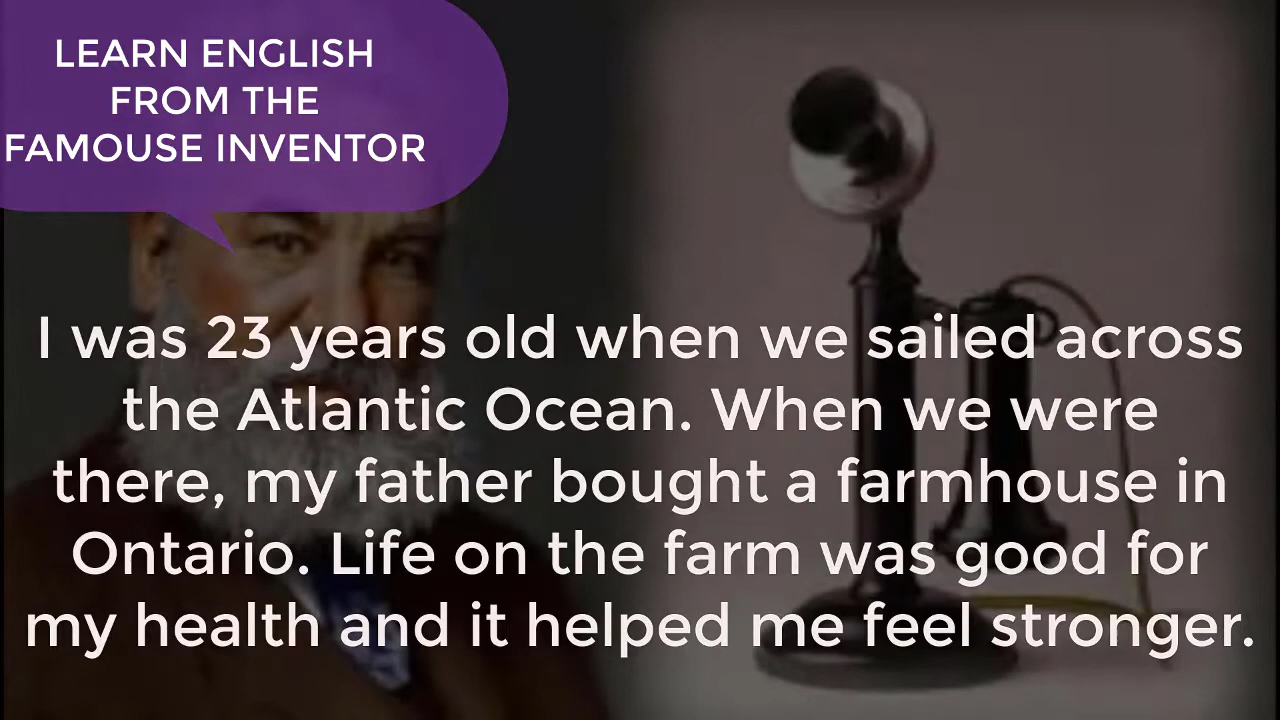 LEARN ENGLISH
FROM THE
FAMOUSE INVENTOR
I was 23 years old when we sailed across
the Atlantic Ocean. When we were
there, my father bought a farmhouse in
Ontario. Life on the farm was good for
my health and it helped me feel stronger.